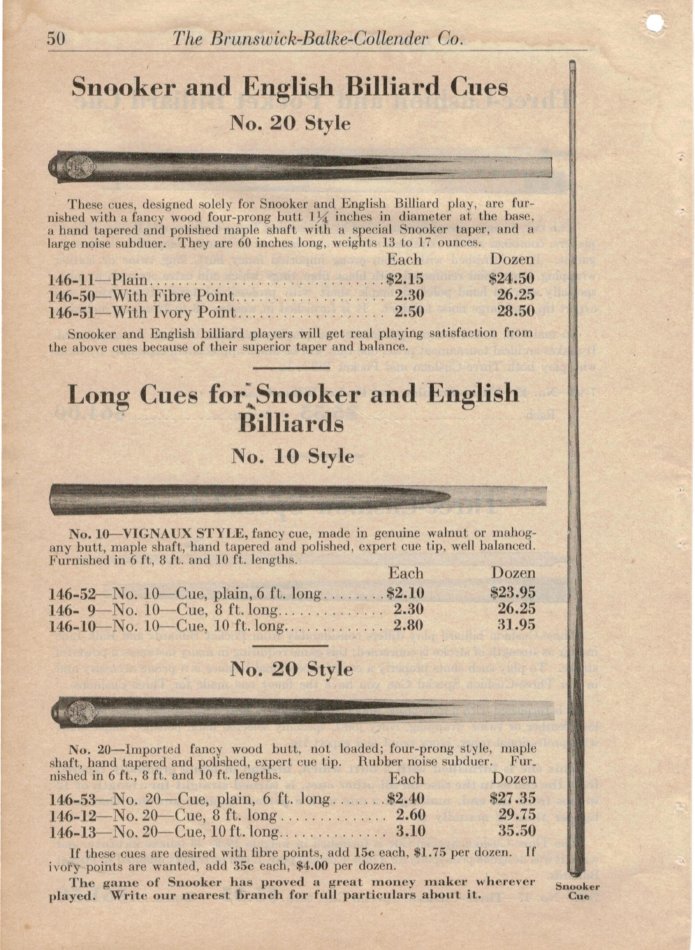 50 The Brunswick-Balke-Collender Co.
Snooker and English Billiard Cues
No. 20 Style
These cues, designed solely for Snooker and English Billiard play, are fur-
nished with a fancy wood four-prong butt 1¼ inches in diameter at the base,
a hand tapered and polished maple shaft with a special Snooker taper, and a
large noise subduer. They are 60 inches long, weights 13 to 17 ounces.
Each Dozen
146-11—Plain. . . . . . . . . . . . . . . . . . . . . . . . . . . . $2.15 $24.50
146-50—With Fibre Point. . . . . . . . . . . . . . . . . . 2.30 26.25
146-51—With Ivory Point. . . . . . . . . . . . . . . . . . 2.50 28.50
Snooker and English billiard players will get real playing satisfaction from
the above cues because of their superior taper and balance.
Long Cues for Snooker and English
Billiards
No. 10 Style
No. 10—VIGNAUX STYLE, fancy cue, made in genuine walnut or mahog-
any butt, maple shaft, hand tapered and polished, expert cue tip, well balanced.
Furnished in 6 ft, 8 ft. and 10 ft. lengths.
Each Dozen
146-52—No. 10—Cue, plain, 6 ft. long. . . . . . . . $2.10 $23.95
146- 9—No. 10—Cue, 8 ft. long. . . . . . . . . . . . . 2.30 26.25
146-10—No. 10—Cue, 10 ft. long. . . . . . . . . . . . . 2.80 31.95
No. 20 Style
No. 20—Imported fancy wood butt, not loaded; four-prong style, maple
shaft, hand tapered and polished, expert cue tip. Rubber noise subduer. Fur-
nished in 6 ft., 8 ft. and 10 ft. lengths.
Each Dozen
146-53—No. 20—Cue, plain, 6 ft. long. . . . . . . $2.40 $27.35
146-12—No. 20—Cue, 8 ft. long . . . . . . . . . . . . . 2.60 29.75
146-13—No. 20—Cue, 10 ft. long. . . . . . . . . . . . . 3.10 35.50
If these cues are desired with fibre points, add 15c each, $1.75 per dozen. If
ivory points are wanted, add 35c each, $4.00 per dozen.
The game of Snooker has proved a great money maker wherever
played. Write our nearest branch for full particulars about it.
Snooker
Cue